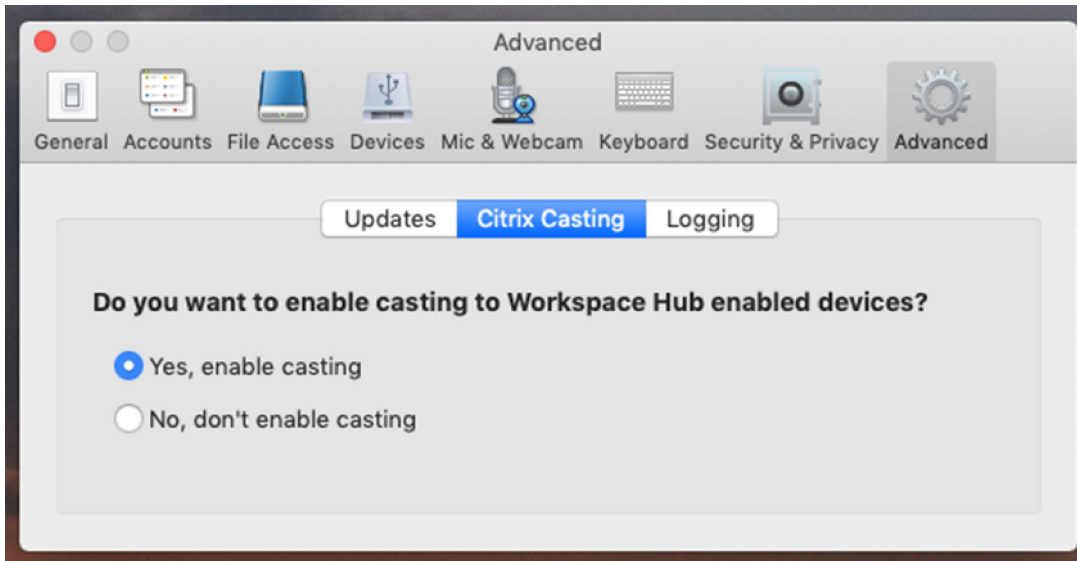 Advanced
General Accounts File Access Devices Mic & Webcam Keyboard Security & Privacy Advanced
Updates Citrix Casting Logging
Do you want to enable casting to Workspace Hub enabled devices?
Yes, enable casting
No, don't enable casting